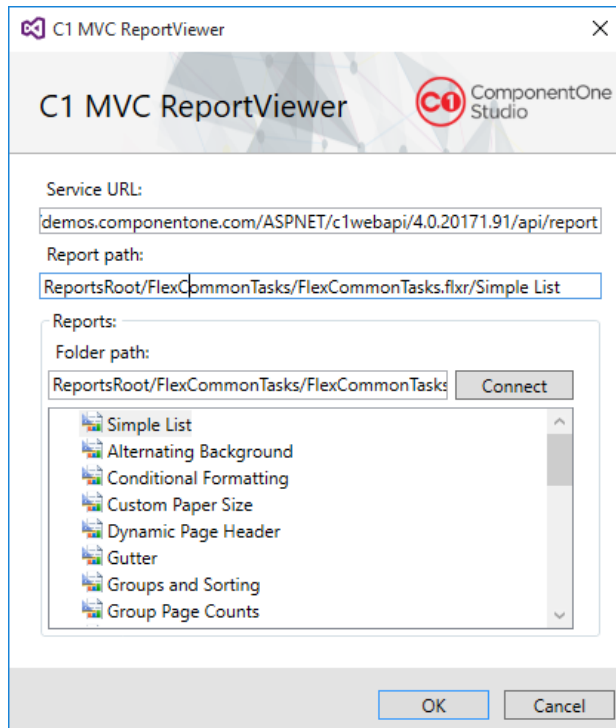 C1 MVC ReportViewer
C1 MVC ReportViewer
C1 ComponentOne
Studio
Service URL:
demos.componentone.com/ASPNET/c1webapi/4.0.20171.91/api/report
Report path:
ReportsRoot/FlexCommonTasks/FlexCommonTasks.flxr/Simple List
Reports:
Folder path:
ReportsRoot/FlexCommonTasks/FlexCommonTasks
Connect
Simple List
Alternating Background
Conditional Formatting
Custom Paper Size
Dynamic Page Header
Gutter
Groups and Sorting
Group Page Counts
OK
Cancel